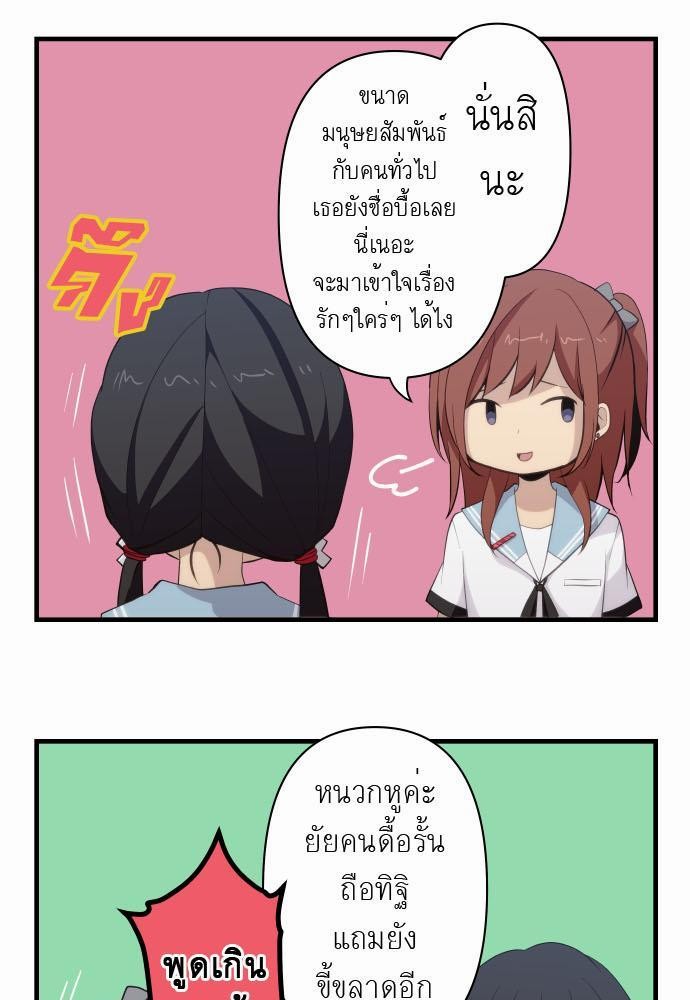 นั่นสิ
นะ
ขนาด
มนุษยสัมพันธ์
กับคนทั่วไป
เธอยังซื่อบื้อเลย
นี่เนอะ
จะมาเข้าใจเรื่อง
รักๆใคร่ๆ ได้ไง
กึง
หนวกหูค่ะ
ยัยคนดื้อรั้น
ถือทิฐิ
แถมยัง
ขี้ขลาดอีก
พูดเกิน